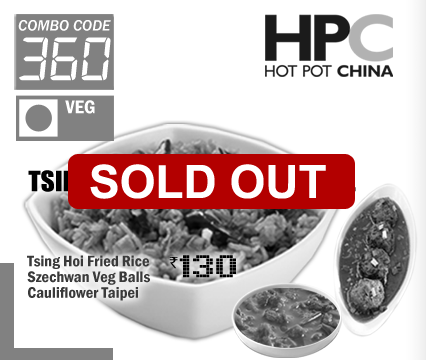 COMBO CODE
360
HPC
HOT POT CHINA
VEG
SOLD OUT
Tsing Hoi Fried Rice
₹130
Szechwan Veg Balls
Cauliflower Taipei